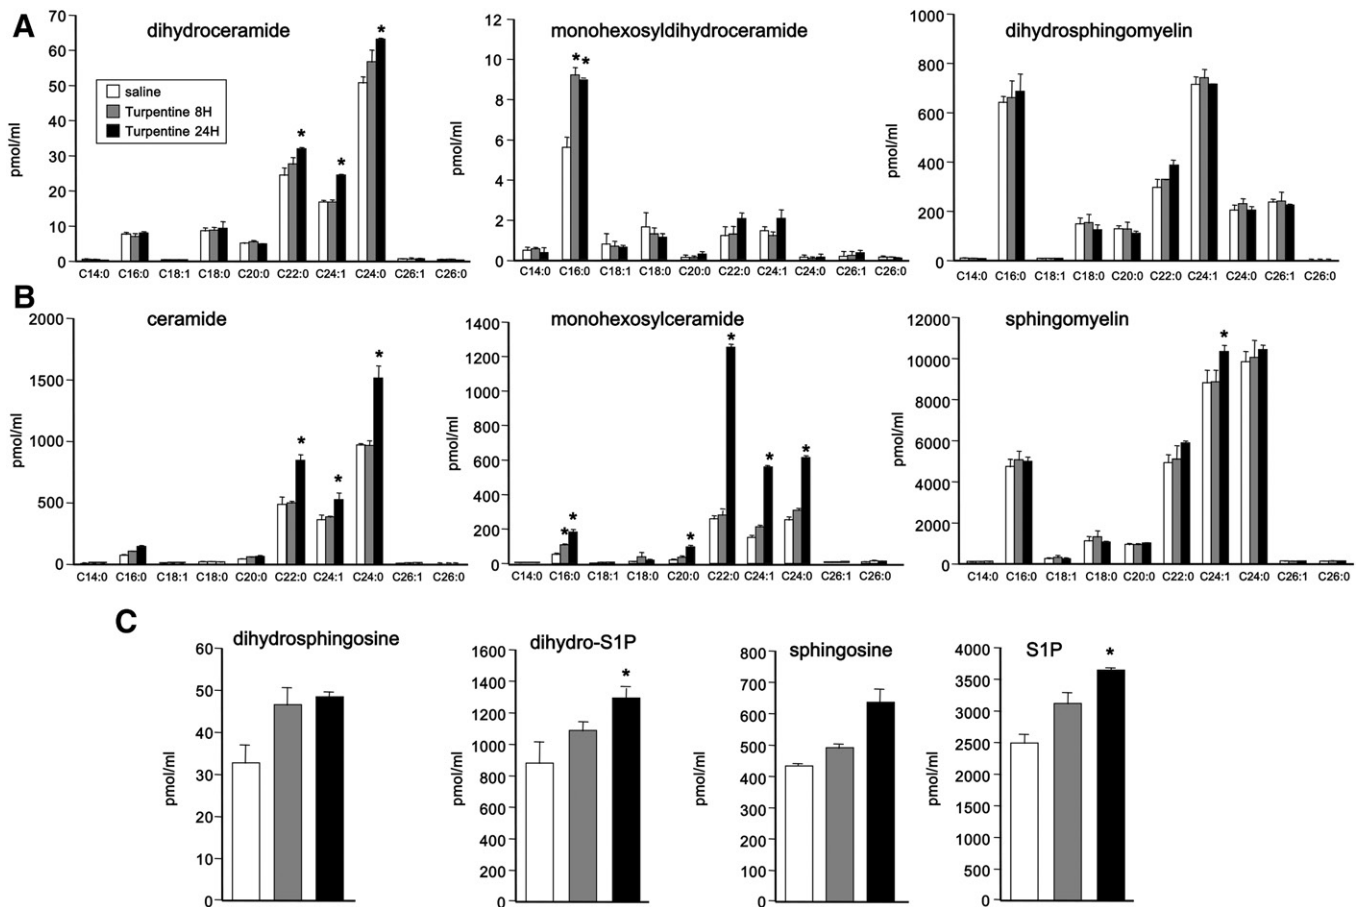 A
dihydroceramide
monohexosyldihydroceramide
dihydrosphingomyelin
pmol/ml
70
60
50
40
30
20
10
0
saline
Turpentine 8H
Turpentine 24H
* * *
C14:0 C16:0 C18:1 C18:0 C20:0 C22:0 C24:1 C24:0 C26:1 C26:0
pmol/ml
12
10
8
6
4
2
0
* *
C14:0 C16:0 C18:1 C18:0 C20:0 C22:0 C24:1 C24:0 C26:1 C26:0
pmol/ml
1000
800
600
400
200
0
C14:0 C16:0 C18:1 C18:0 C20:0 C22:0 C24:1 C24:0 C26:1 C26:0
B
ceramide
monohexosylceramide
sphingomyelin
pmol/ml
2000
1500
1000
500
0
* * *
C14:0 C16:0 C18:1 C18:0 C20:0 C22:0 C24:1 C24:0 C26:1 C26:0
pmol/ml
1400
1200
1000
800
600
400
200
0
* * * * * *
C14:0 C16:0 C18:1 C18:0 C20:0 C22:0 C24:1 C24:0 C26:1 C26:0
pmol/ml
12000
10000
8000
6000
4000
2000
0
*
C14:0 C16:0 C18:1 C18:0 C20:0 C22:0 C24:1 C24:0 C26:1 C26:0
C
dihydrosphingosine
pmol/ml
60
50
40
30
20
10
0
dihydro-S1P
pmol/ml
1600
1400
1200
1000
800
600
400
200
0
*
sphingosine
pmol/ml
800
700
600
500
400
300
200
100
0
S1P
pmol/ml
4000
3500
3000
2500
2000
1500
1000
500
0
*